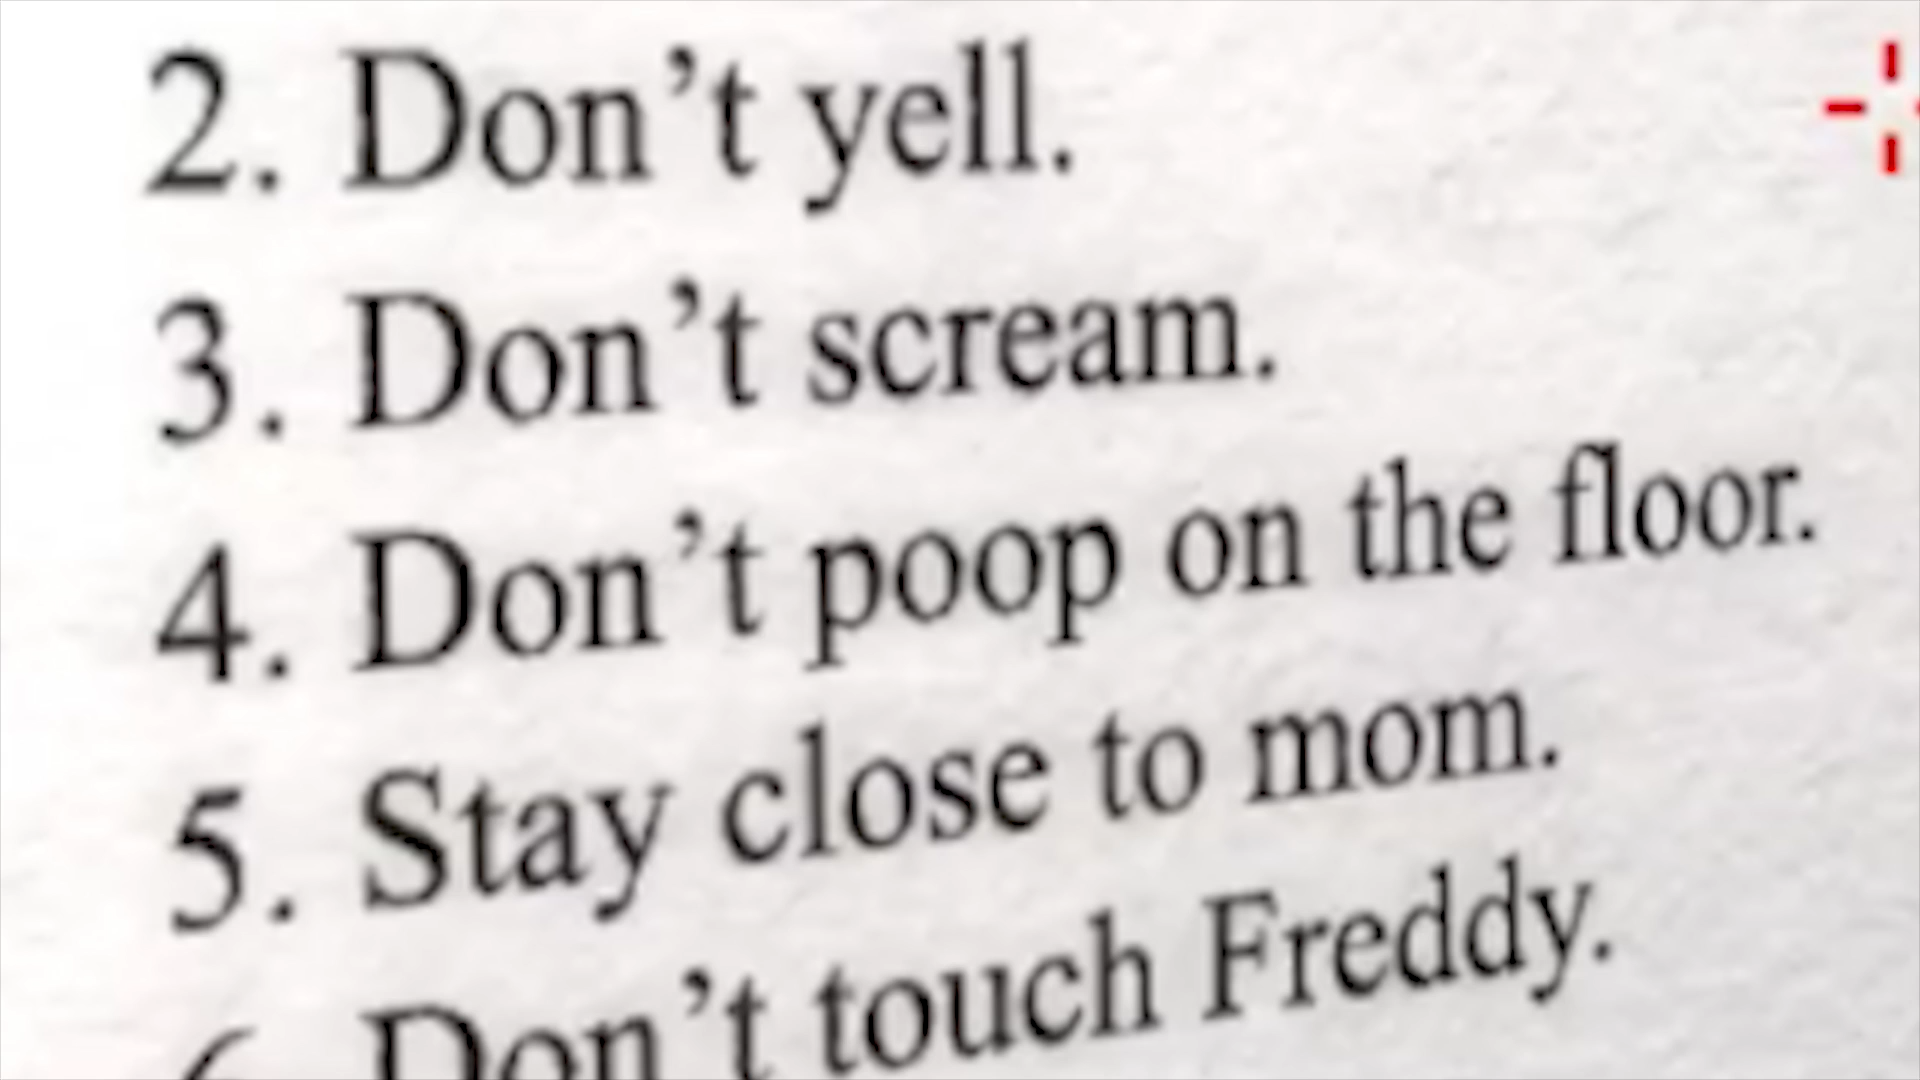 2. Don’t yell.
3. Don’t scream.
4. Don’t poop on the floor.
5. Stay close to mom.
6. Don’t touch Freddy.